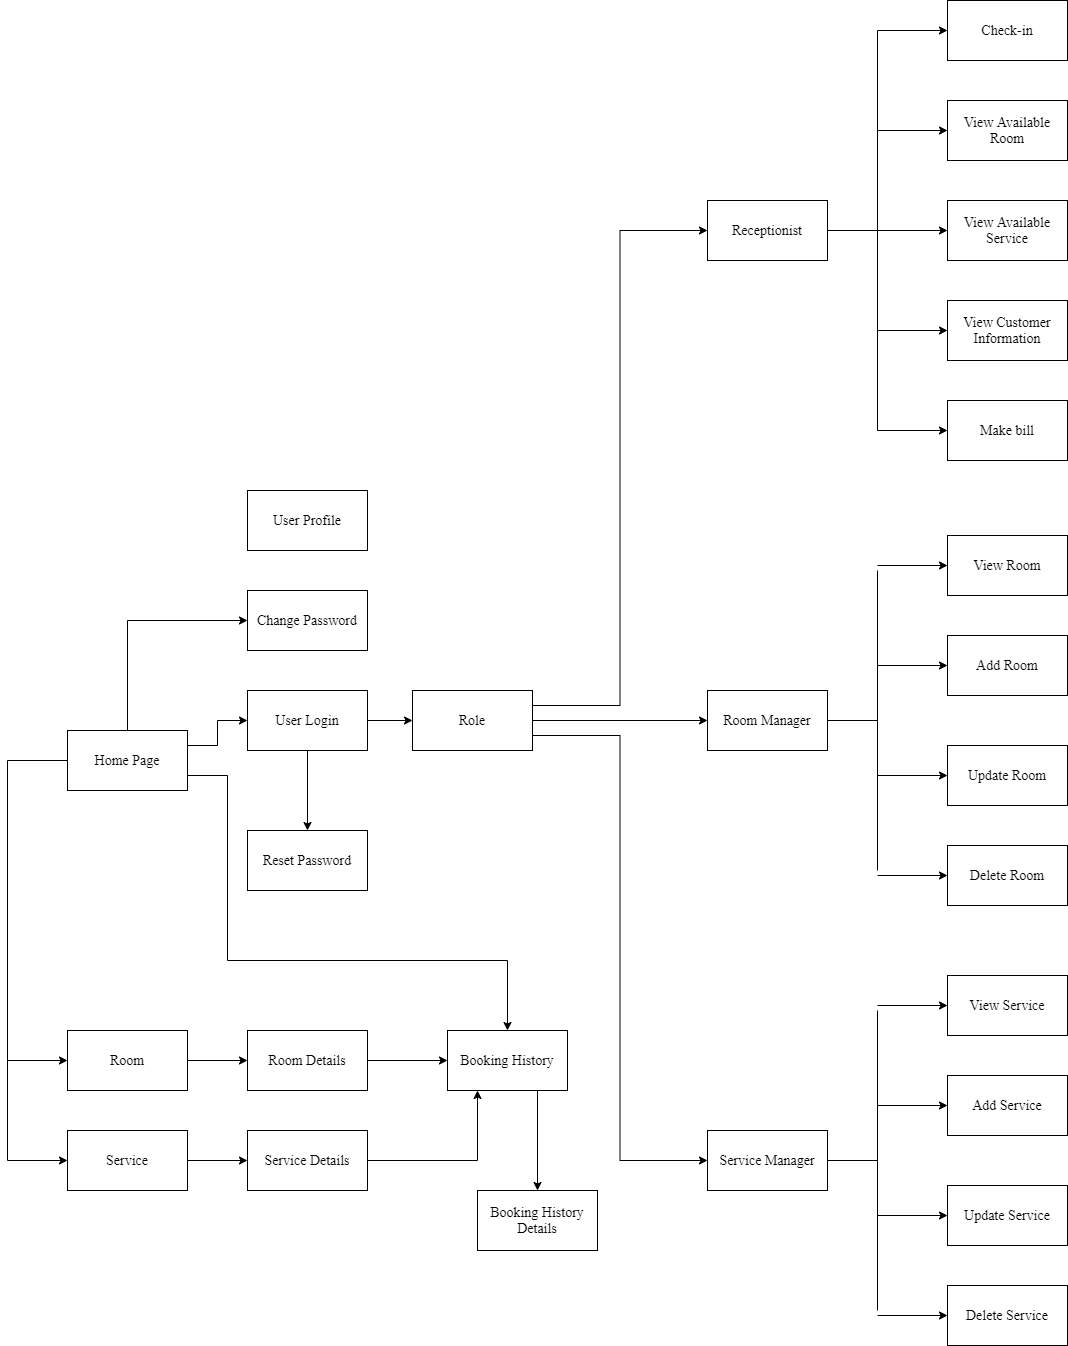 Check-in
View Available
Room
View Available
Service
Receptionist
View Customer
Information
Make bill
User Profile
Change Password
View Room
Add Room
User Login
Role
Room Manager
Home Page
Update Room
Reset Password
Delete Room
View Service
Room
Room Details
Booking History
Add Service
Service
Service Details
Service Manager
Booking History
Details
Update Service
Delete Service